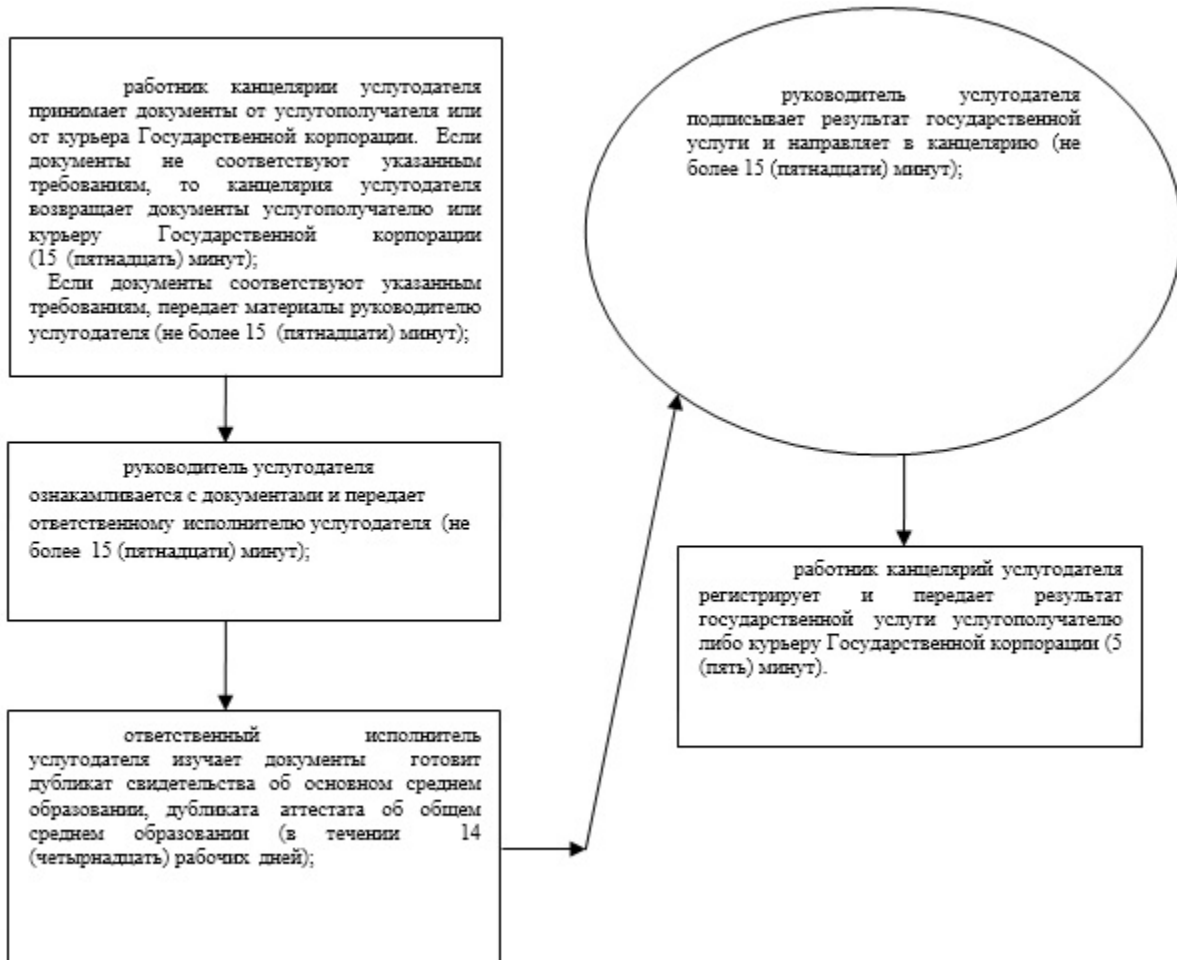 работник канцелярии услугодателя
принимает документы от услугополучателя или
от курьера Государственной корпорации. Если
документы не соответствуют указанным
требованиям, то канцелярия услугодателя
возвращает документы услугополучателю или
курьеру Государственной корпорации
(15 (пятнадцать) минут);
Если документы соответствуют указанным
требованиям, передает материалы руководителю
услугодателя (не более 15 (пятнадцати) минут);
руководитель услугодателя
ознакамливается с документами и передает
ответственному исполнителю услугодателя (не
более 15 (пятнадцати) минут);
ответственный исполнитель
услугодателя изучает документы готовит
дубликат свидетельства об основном среднем
образовании, дубликата аттестата об общем
среднем образовании (в течении 14
(четырнадцать) рабочих дней);
руководитель услугодателя
подписывает результат государственной
услуги и направляет в канцелярию (не
более 15 (пятнадцати) минут);
работник канцелярий услугодателя
регистрирует и передает результат
государственной услуги услугополучателю
либо курьеру Государственной корпорации (5
(пять) минут).